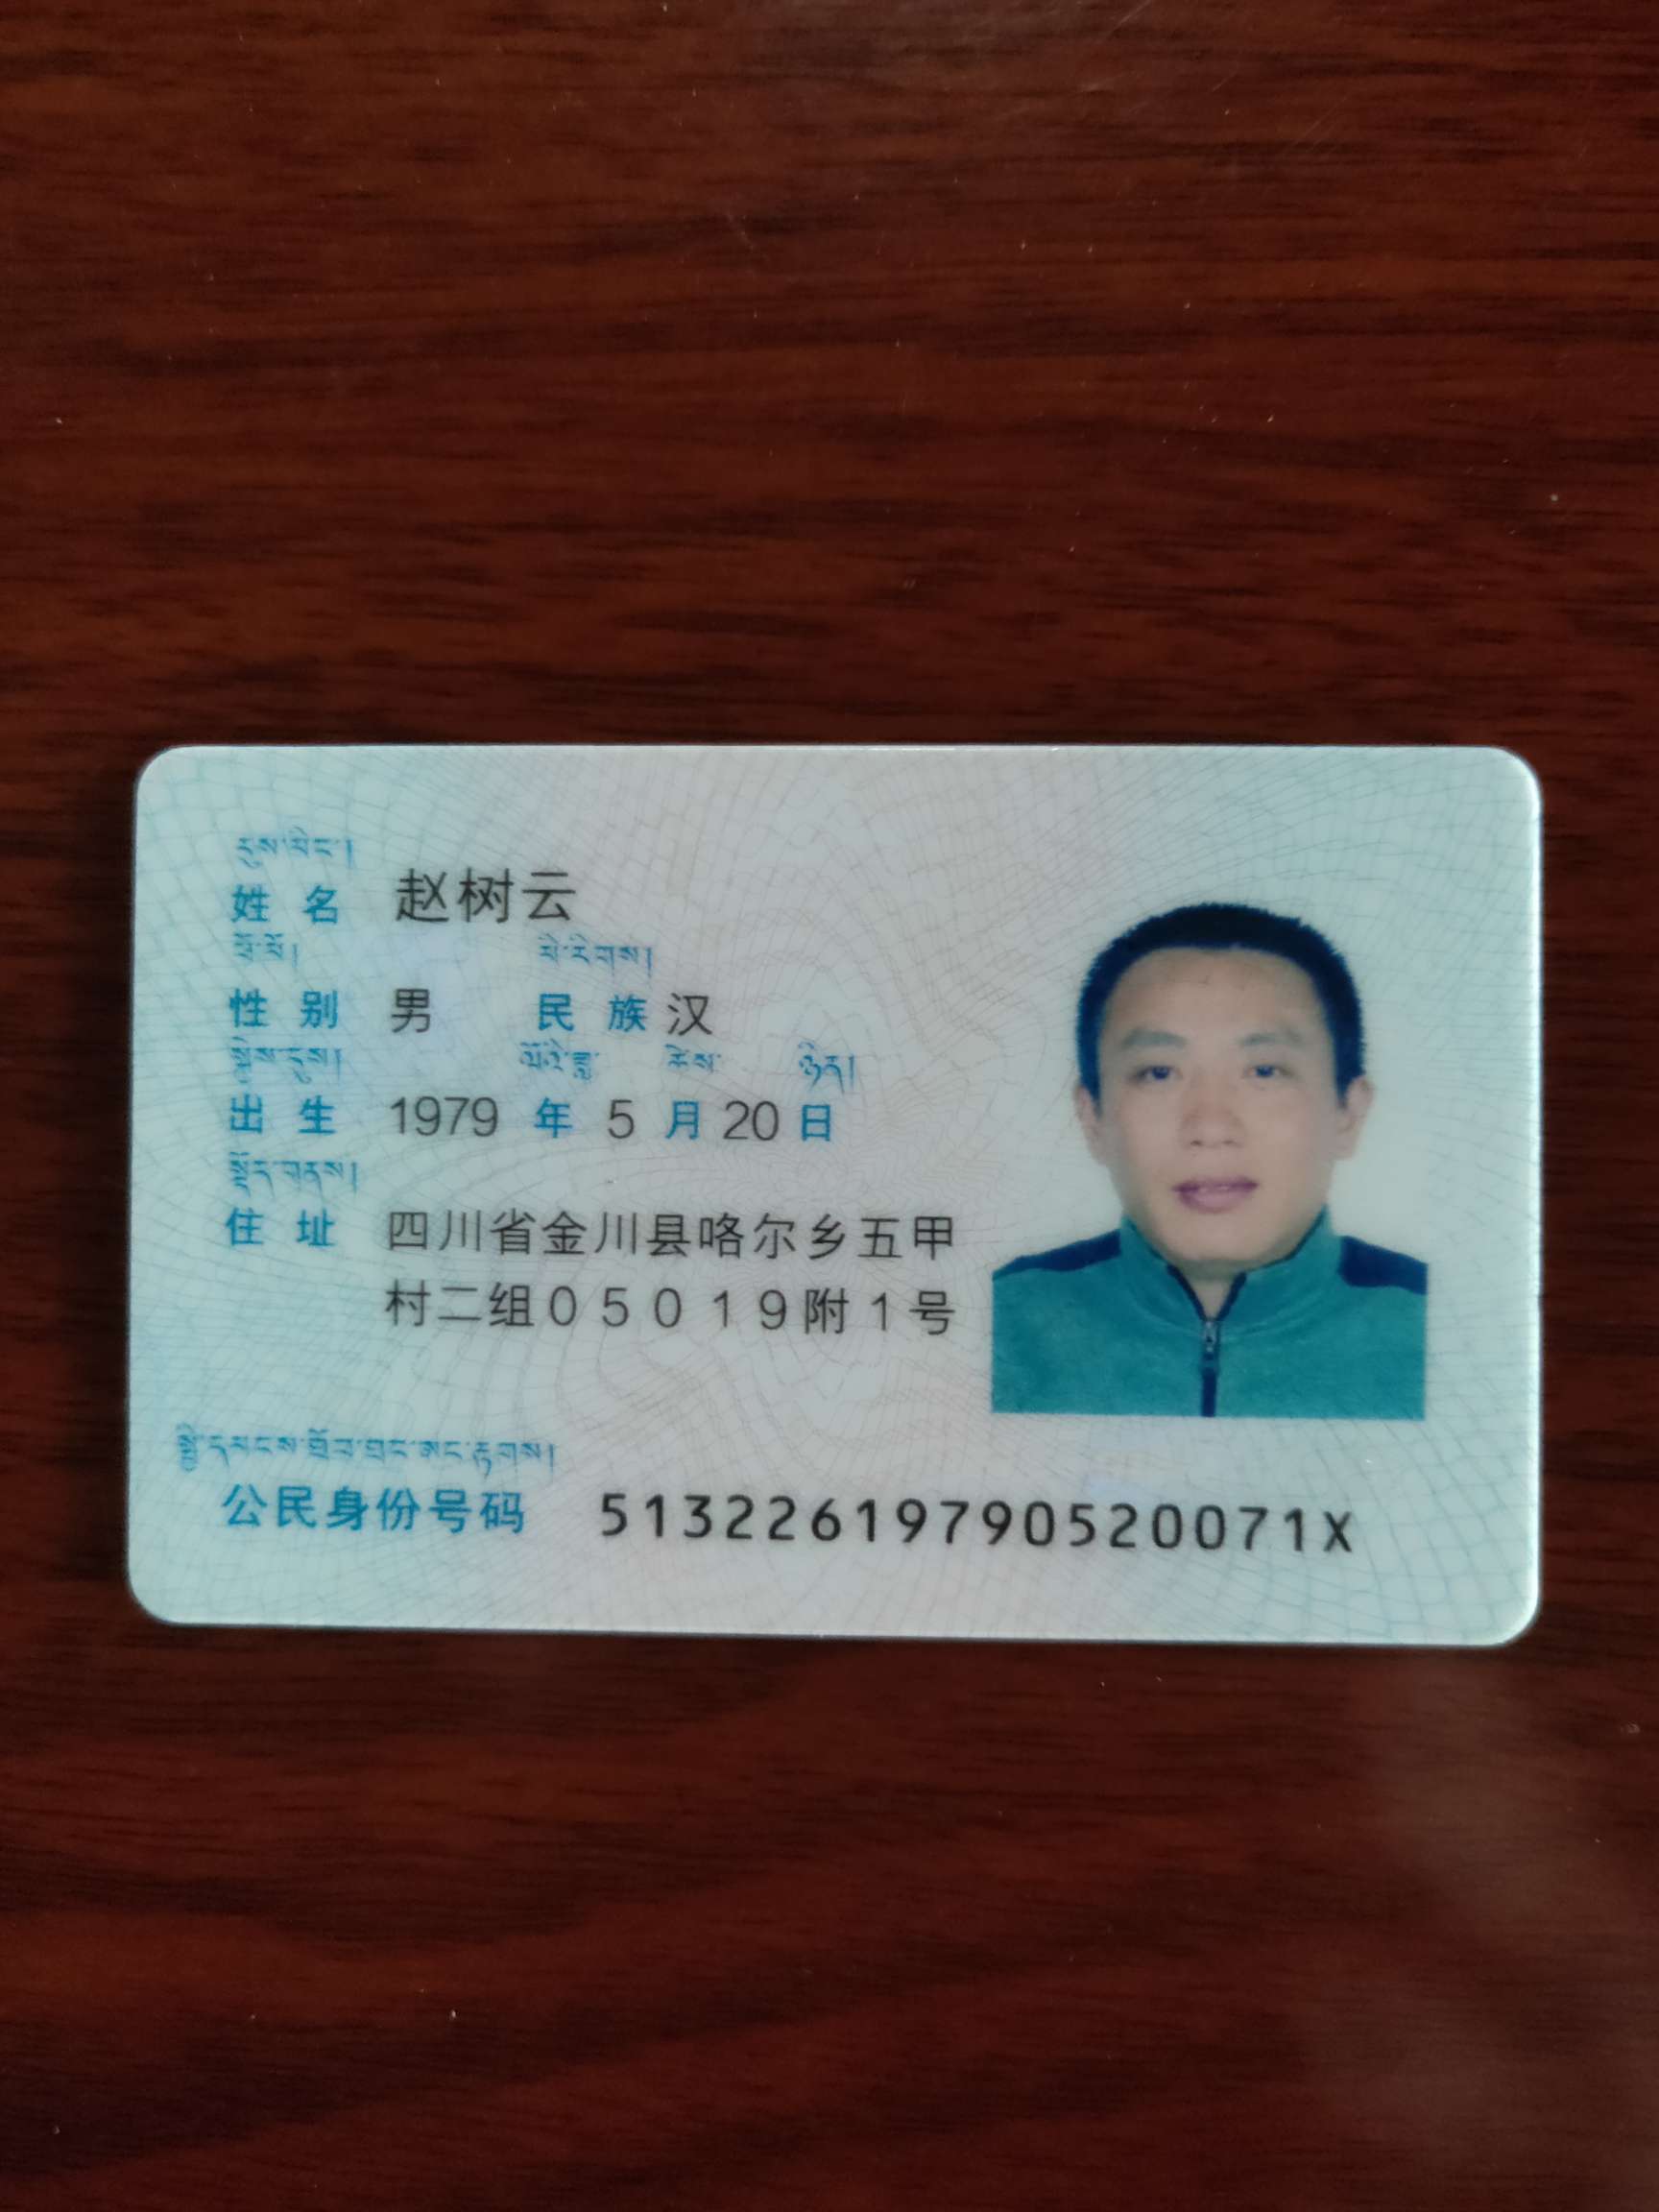 རུས་མིང་།
姓 名 赵树云
ཕོ་མོ། མི་རིགས།
性 别 男 民 族 汉
སྐྱེས་དུས། ཟླ་ ཚེས་ ཉིན།
出 生 1979 年 5 月 20 日
སྡོད་གནས།
住 址 四川省金川县咯尔乡五甲
村二组05019附1号
སྤྱི་དམངས་ཐོབ་ཐང་ཨང་རྟགས།
公民身份号码 51322619790520071X